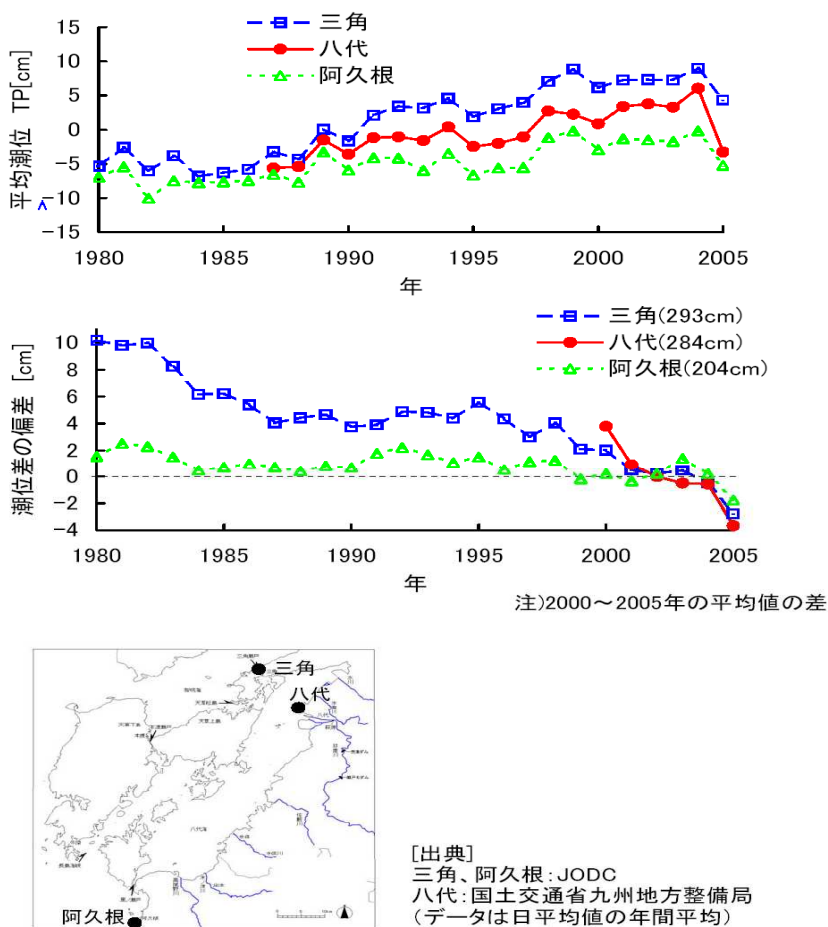 三角
八代
阿久根
平均潮位 TP[cm]
15
10
5
0
-5
-10
-15
1980 1985 1990 1995 2000 2005
年
三角(293cm)
八代(284cm)
阿久根(204cm)
潮位差の偏差 [cm]
10
8
6
4
2
0
-2
-4
1980 1985 1990 1995 2000 2005
年
注)2000～2005年の平均値の差
三角
八代
八代海
阿久根
[出典]
三角、阿久根：JODC
八代：国土交通省九州地方整備局
(データは日平均値の年間平均)